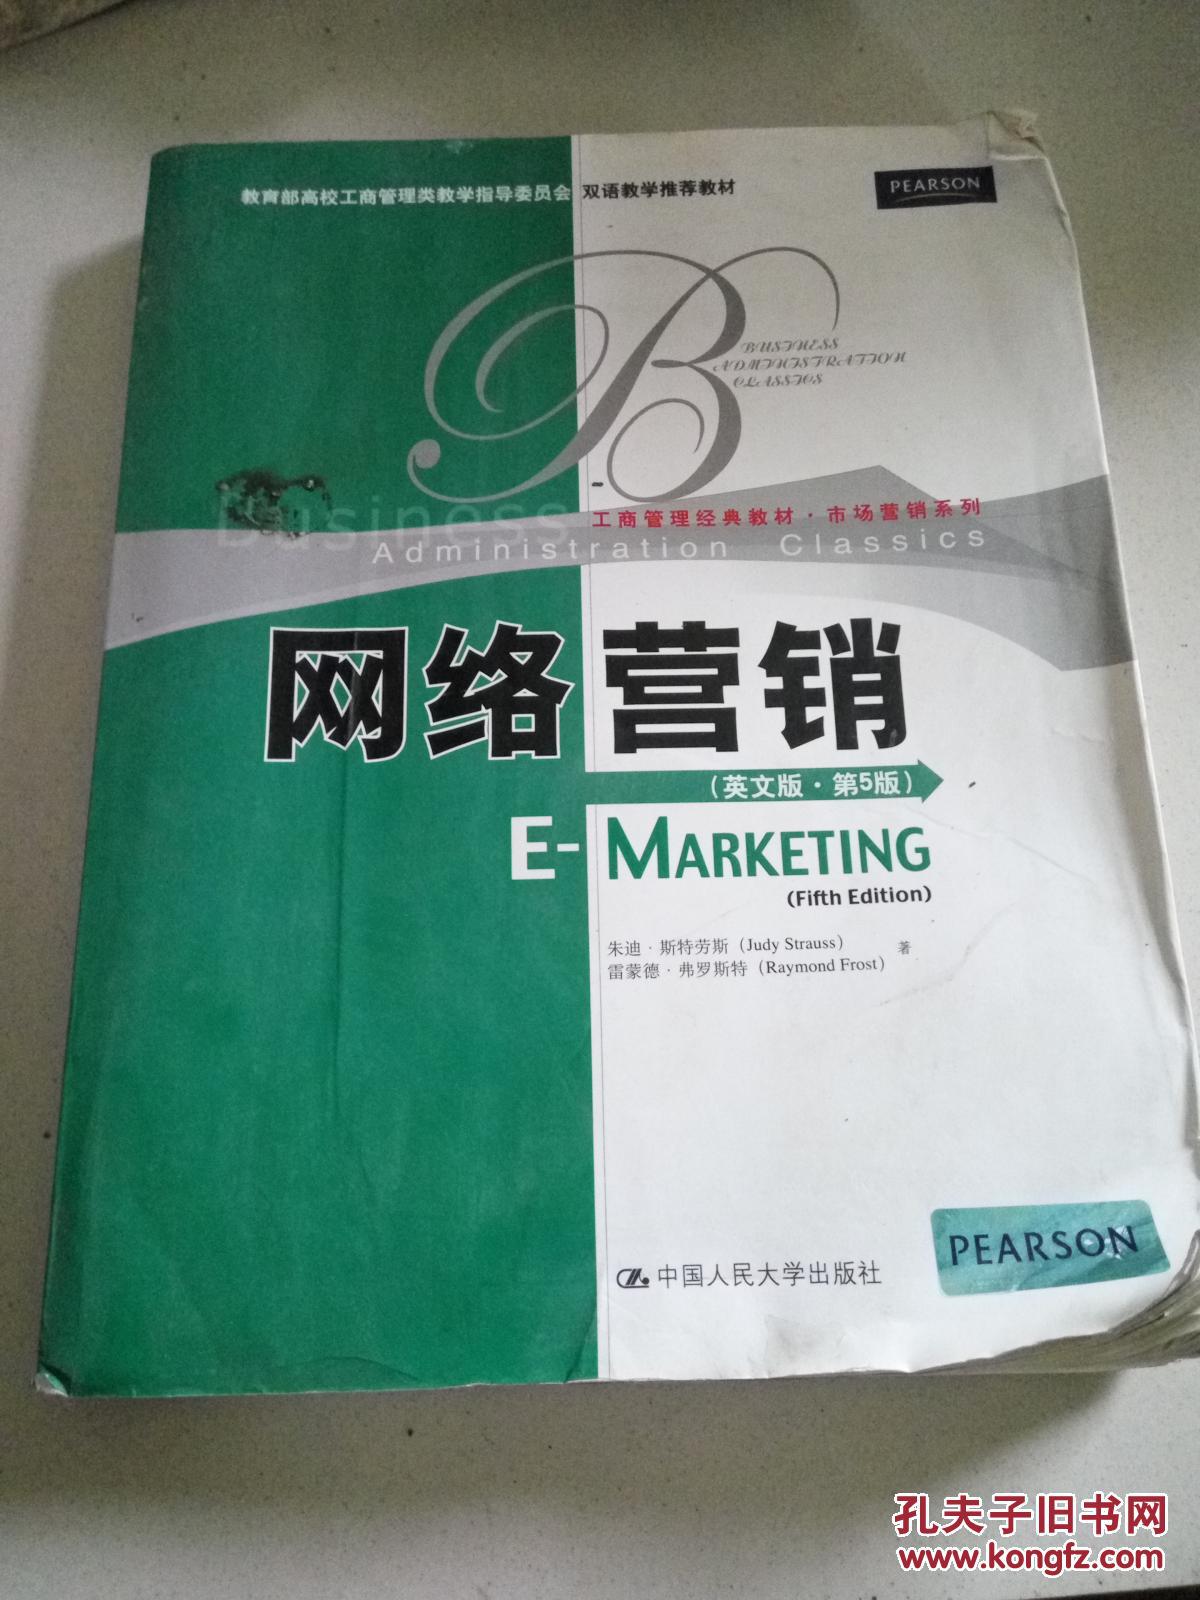 教育部高校工商管理类教学指导委员会 双语教学推荐教材
PEARSON
B
BUSINESS
ADMINISTRATION
CLASSICS
Business
工商管理经典教材·市场营销系列
Administration Classics
网络营销
(英文版·第5版)
E-MARKETING
(Fifth Edition)
朱迪·斯特劳斯 (Judy Strauss)
雷蒙德·弗罗斯特 (Raymond Frost) 著
PEARSON
中国人民大学出版社
孔夫子旧书网
www.kongfz.com